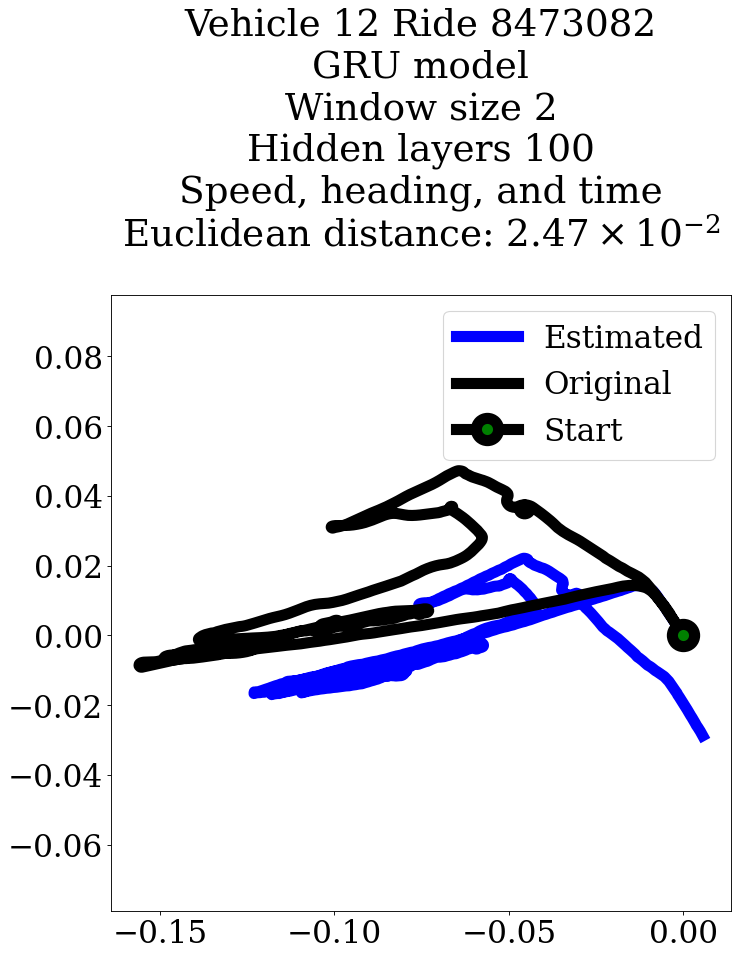 Vehicle 12 Ride 8473082
GRU model
Window size 2
Hidden layers 100
Speed, heading, and time
Euclidean distance: 2.47 × 10⁻²
Estimated
Original
Start
0.08
0.06
0.04
0.02
0.00
−0.02
−0.04
−0.06
−0.15 −0.10 −0.05 0.00